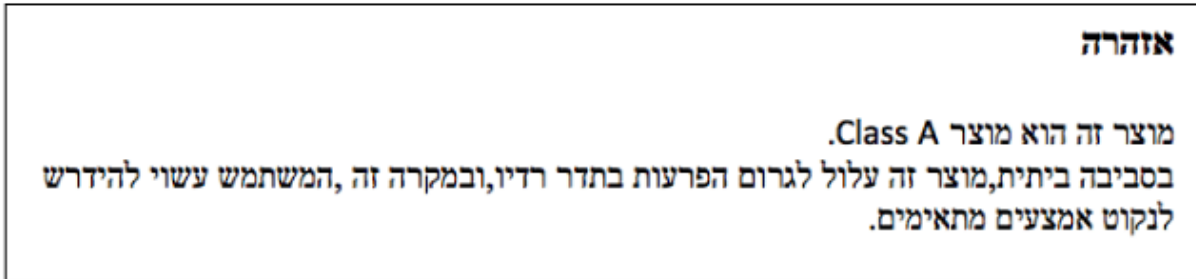 אזהרה
מוצר זה הוא מוצר Class A.
בסביבה ביתית,מוצר זה עלול לגרום הפרעות בתדר רדיו,ובמקרה זה ,המשתמש עשוי להידרש
לנקוט אמצעים מתאימים.